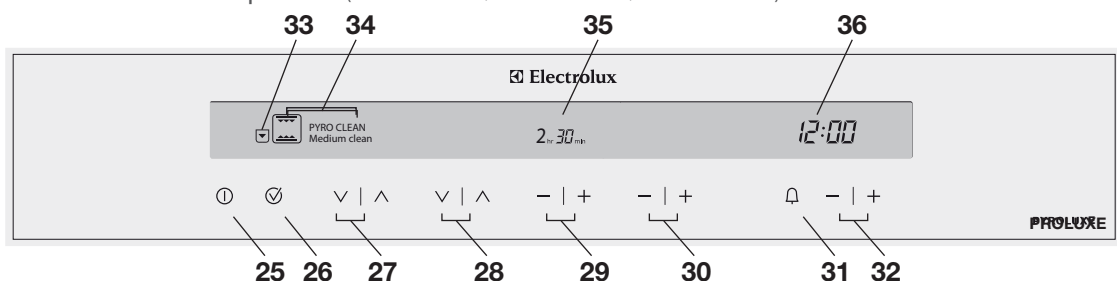 33 34 35 36
Electrolux
PYRO CLEAN
Medium clean
2 hr 30 min
12:00
PROLUXE
25 26 27 28 29 30 31 32